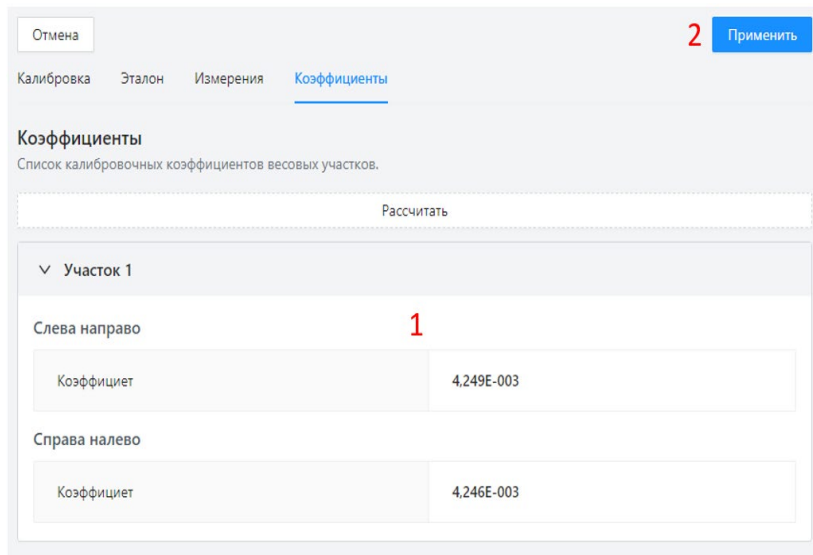 Отмена
2 Применить
Калибровка Эталон Измерения Коэффициенты
Коэффициенты
Список калибровочных коэффициентов весовых участков.
Рассчитать
Участок 1
1
Слева направо
Коэффициет 4,249E-003
Справа налево
Коэффициет 4,246E-003